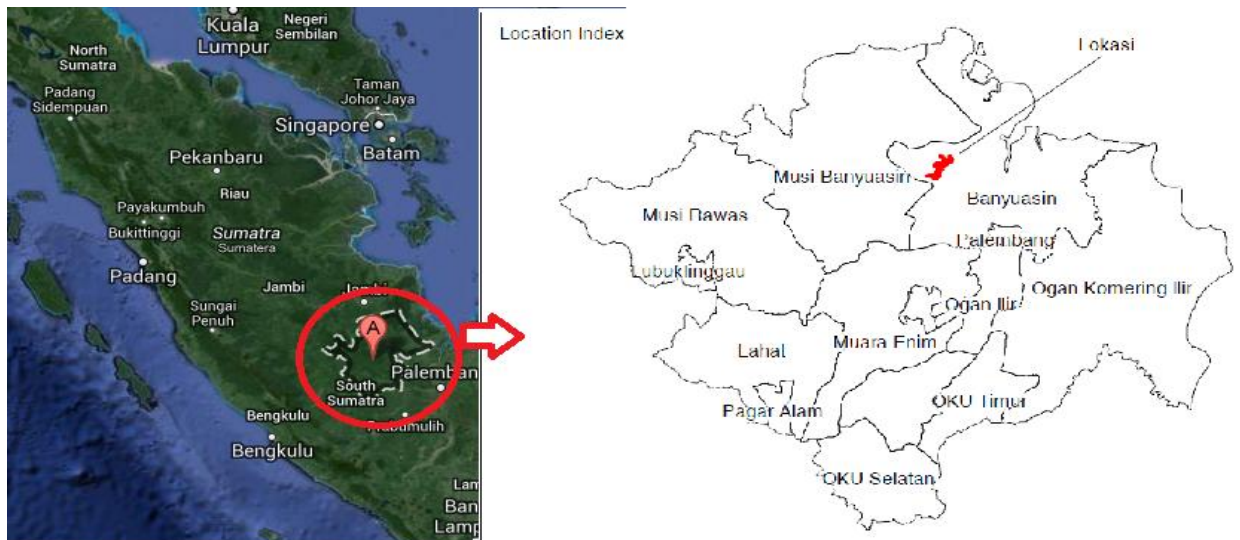 Kuala
Lumpur
Negeri
Sembilan
North
Sumatra
Padang
Sidempuan
Taman
Johor Jaya
Singapore
Batam
Pekanbaru
Riau
Payakumbuh
Bukittinggi
Sumatra
Sumatera
Padang
Jambi
Jambi
Sungai
Penuh
A
South
Sumatra
Palemban
Bengkulu
Bengkulu
Prabumulih
Lam
Ban
Lamp
Location Index
Lokasi
Musi Banyuasin
Banyuasin
Musi Rawas
Palembang
Lubuklinggau
Ogan Ilir
Ogan Komering Ilir
Lahat
Muara Enim
Pagar Alam
OKU Timur
OKU Selatan